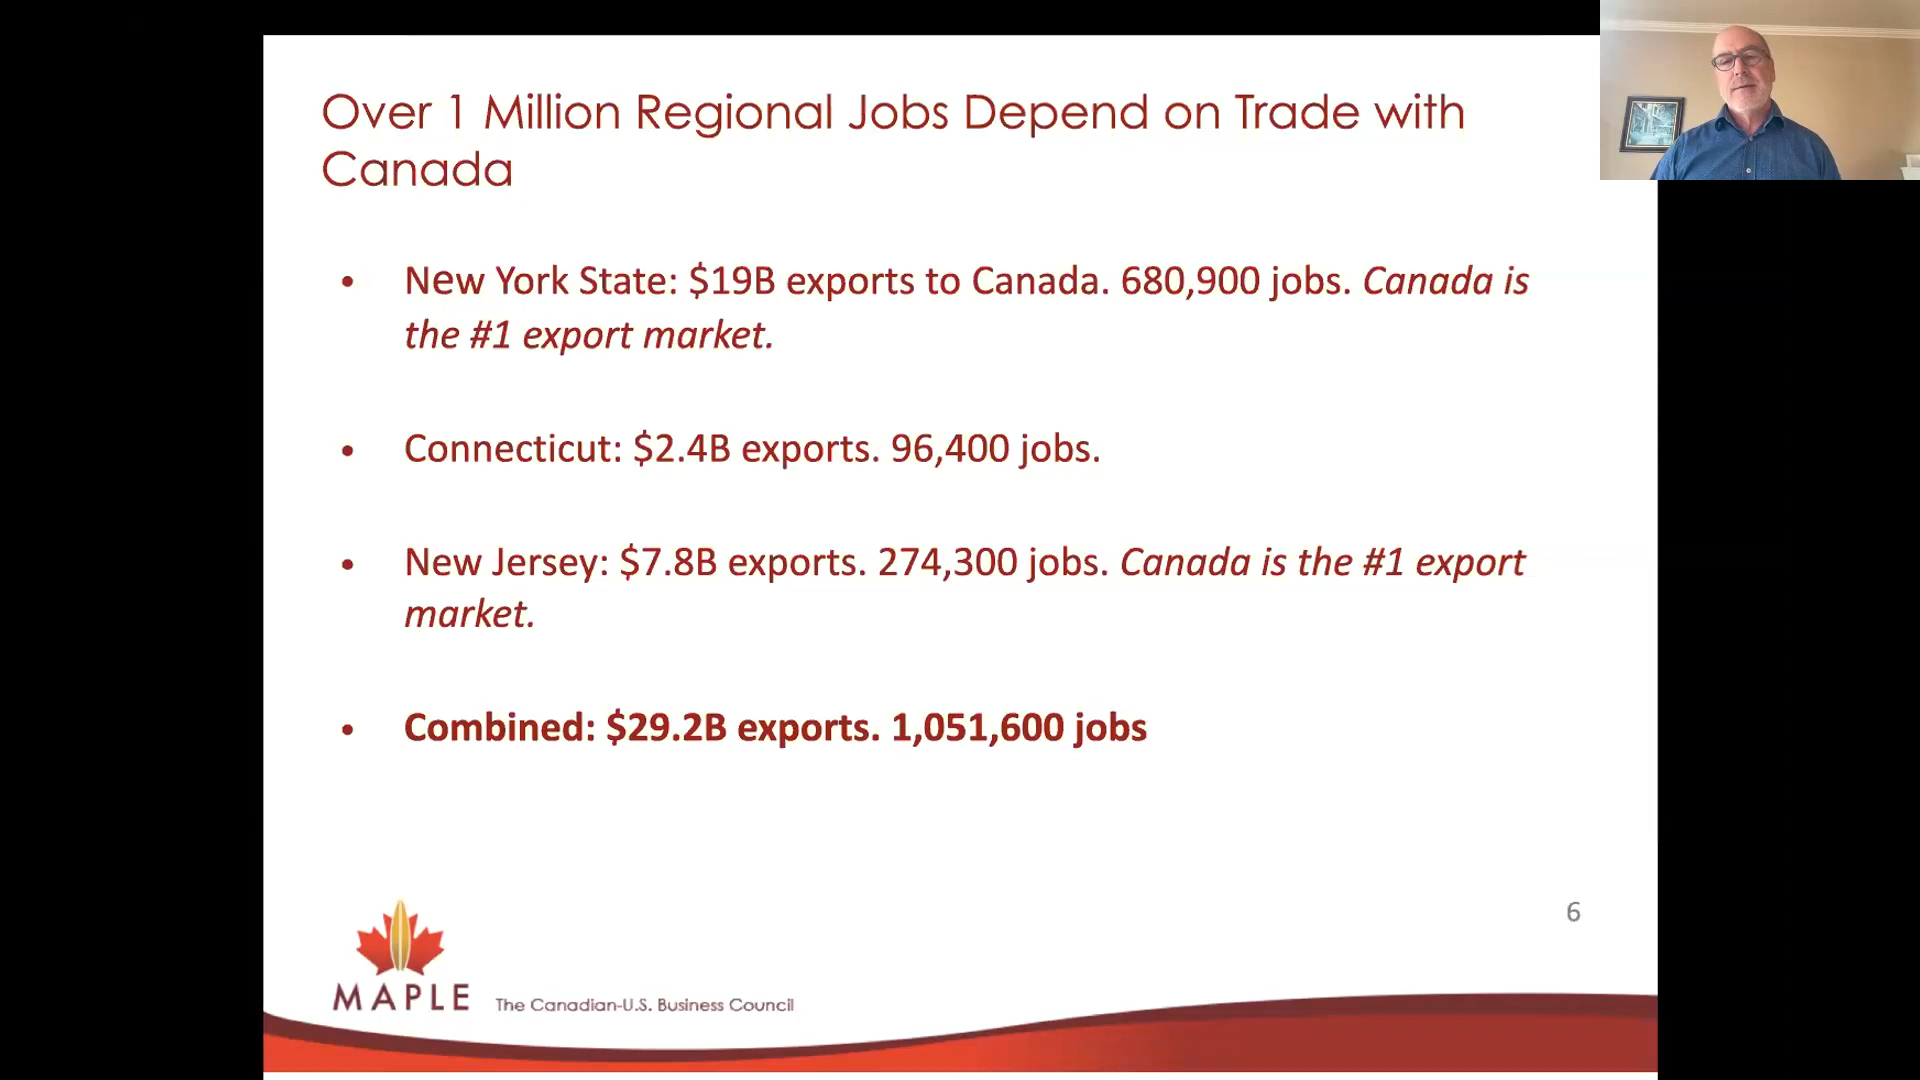 Over 1 Million Regional Jobs Depend on Trade with
Canada
• New York State: $19B exports to Canada. 680,900 jobs. Canada is
the #1 export market.
• Connecticut: $2.4B exports. 96,400 jobs.
• New Jersey: $7.8B exports. 274,300 jobs. Canada is the #1 export
market.
• Combined: $29.2B exports. 1,051,600 jobs
6
MAPLE The Canadian-U.S. Business Council